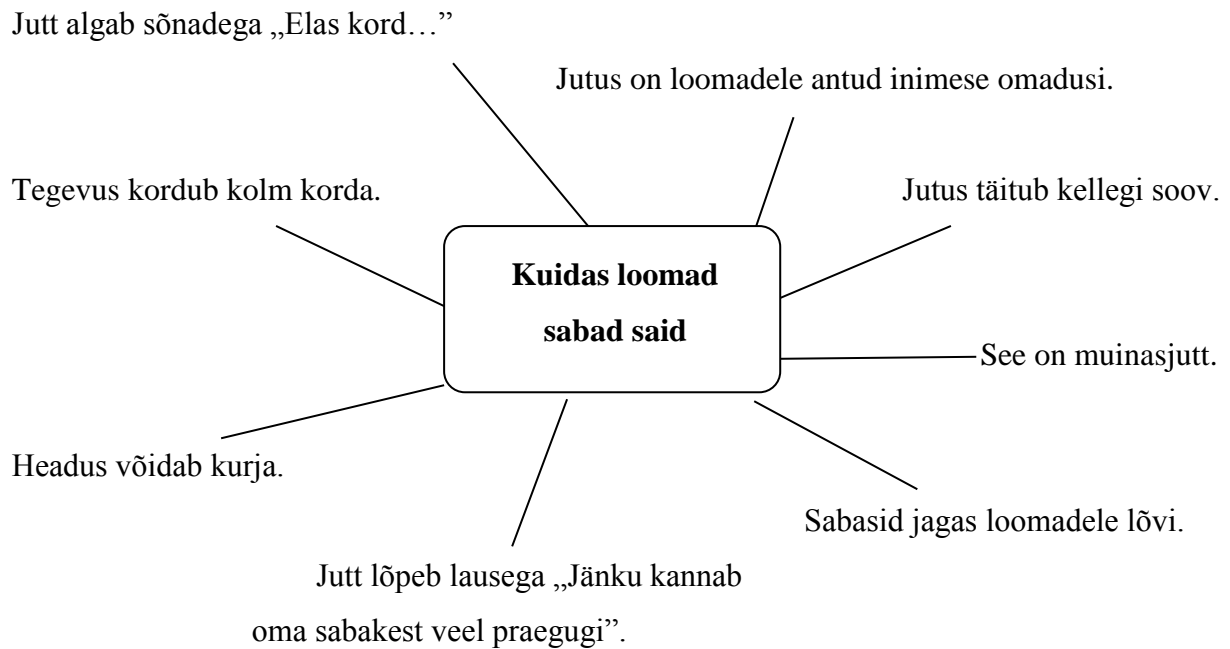 Jutt algab sõnadega „Elas kord…”
Jutus on loomadele antud inimese omadusi.
Tegevus kordub kolm korda.
Jutus täitub kellegi soov.
Kuidas loomad
sabad said
See on muinasjutt.
Headus võidab kurja.
Sabasid jagas loomadele lõvi.
Jutt lõpeb lausega „Jänku kannab
oma sabakest veel praegugi”.